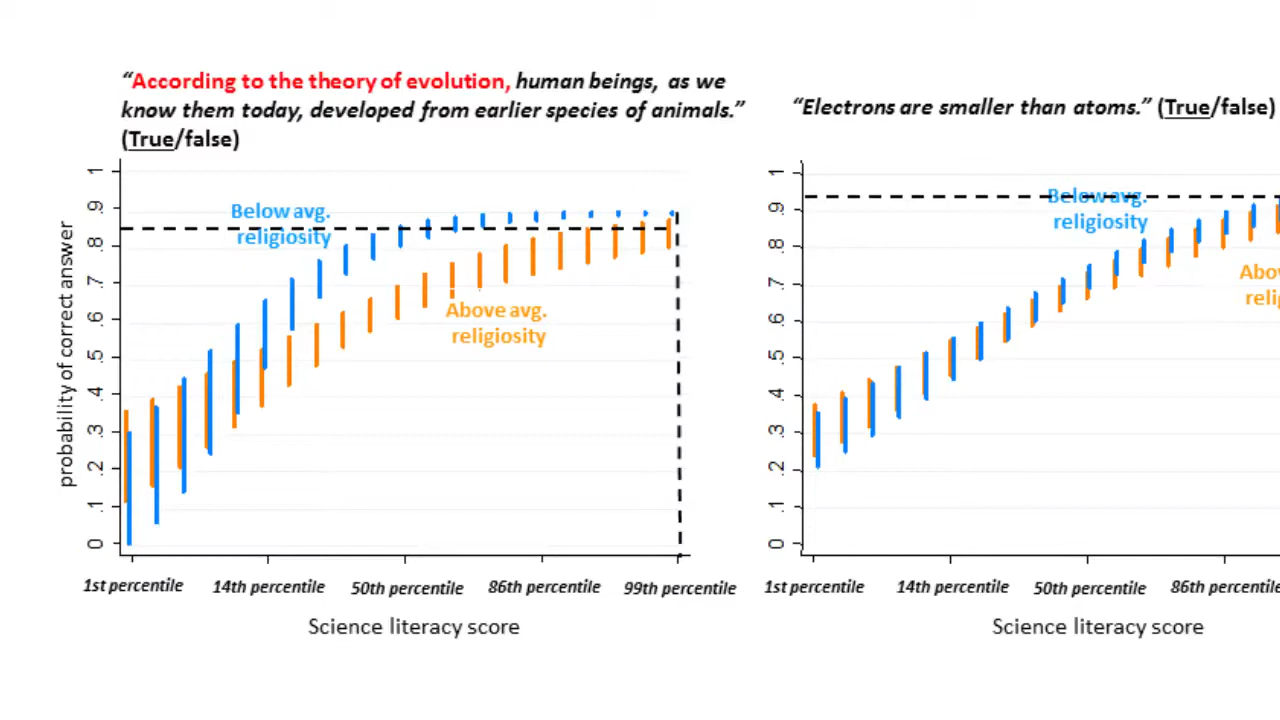 “According to the theory of evolution, human beings, as we
know them today, developed from earlier species of animals.”
(True/false)
“Electrons are smaller than atoms.” (True/false)
probability of correct answer
1
.9
.8
.7
.6
.5
.4
.3
.2
.1
0
Below avg.
religiosity
Above avg.
religiosity
1st percentile
14th percentile
50th percentile
86th percentile
99th percentile
Science literacy score
1
.9
.8
.7
.6
.5
.4
.3
.2
.1
0
Below avg.
religiosity
1st percentile
14th percentile
50th percentile
86th percentile
Science literacy score